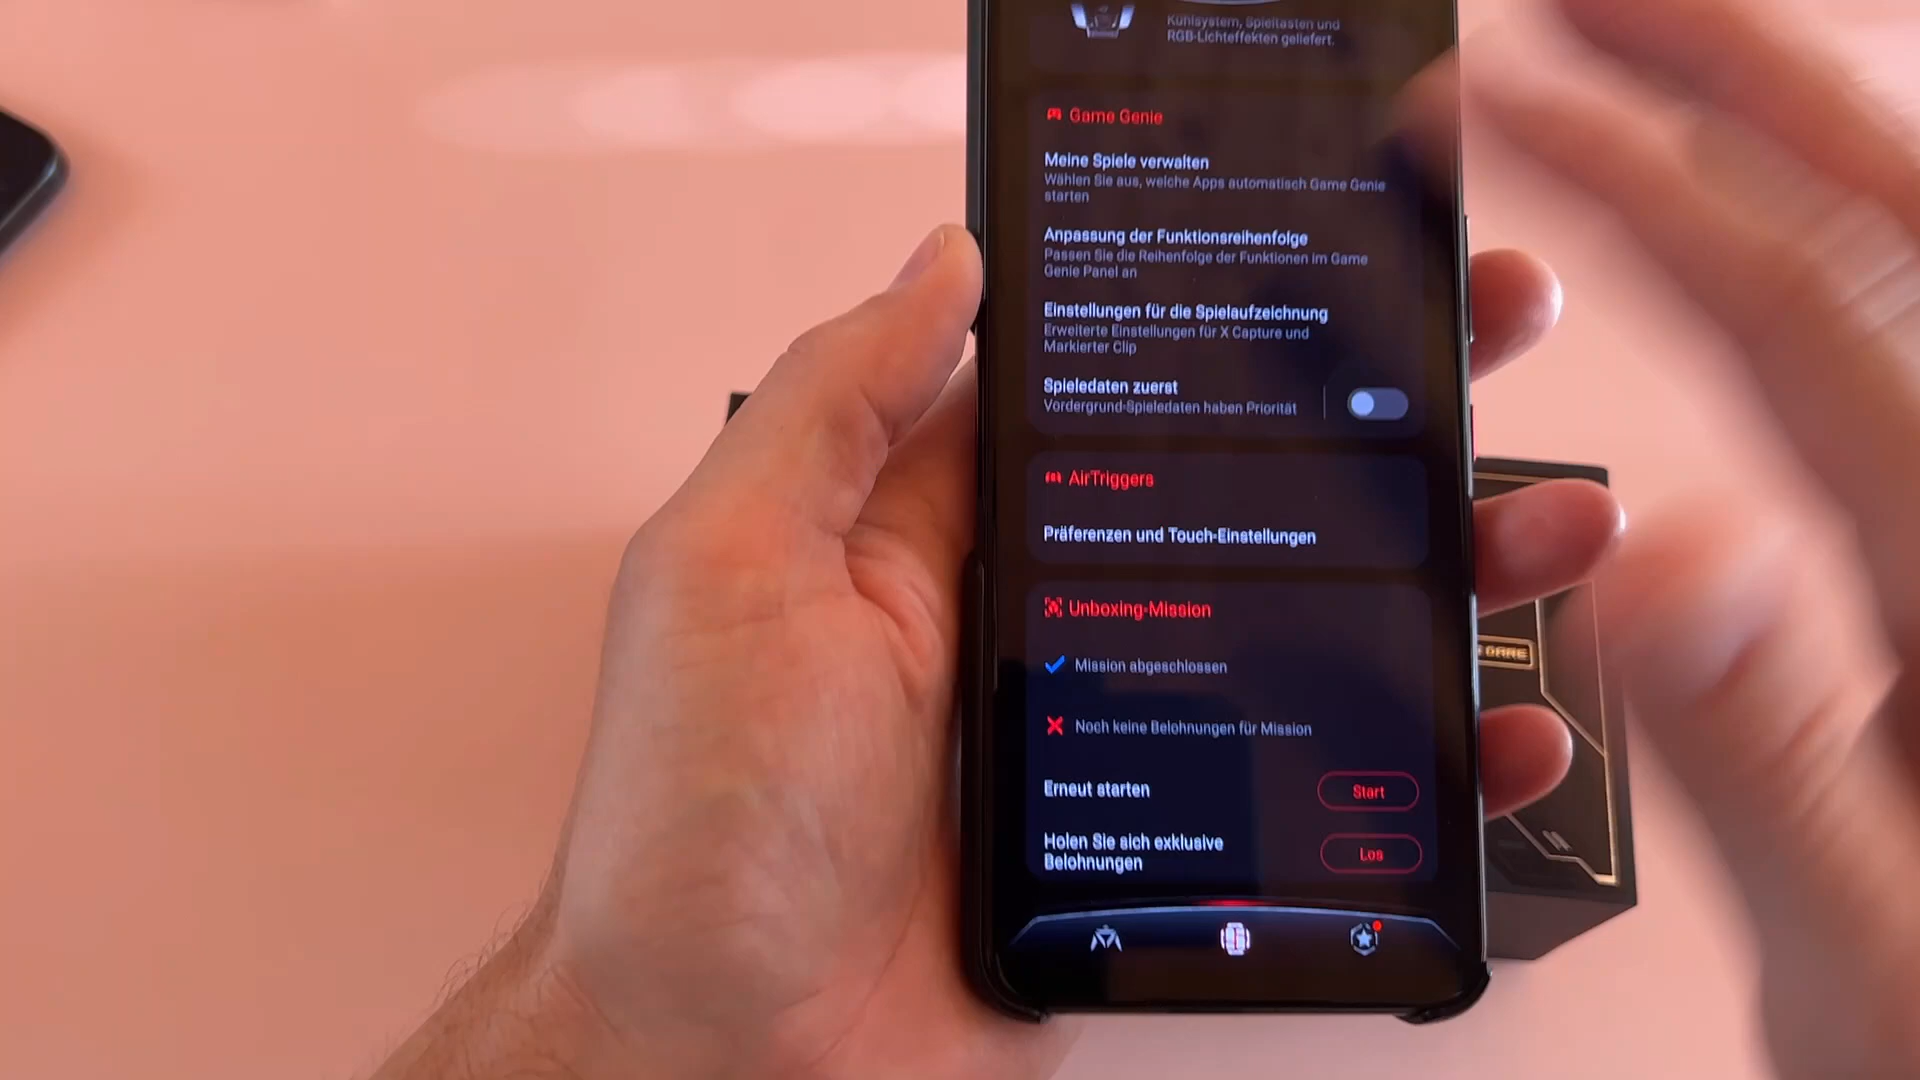 Kühlsystem, Spieltasten und
RGB-Lichteffekten geliefert.
Game Genie
Meine Spiele verwalten
Wählen Sie aus, welche Apps automatisch Game Genie
starten
Anpassung der Funktionsreihenfolge
Passen Sie die Reihenfolge der Funktionen im Game
Genie Panel an
Einstellungen für die Spielaufzeichnung
Erweiterte Einstellungen für X Capture und
Markierter Clip
Spieledaten zuerst
Vordergrund-Spieledaten haben Priorität
AirTriggers
Präferenzen und Touch-Einstellungen
Unboxing-Mission
Mission abgeschlossen
Noch keine Belohnungen für Mission
Erneut starten
Start
Holen Sie sich exklusive
Belohnungen
Los